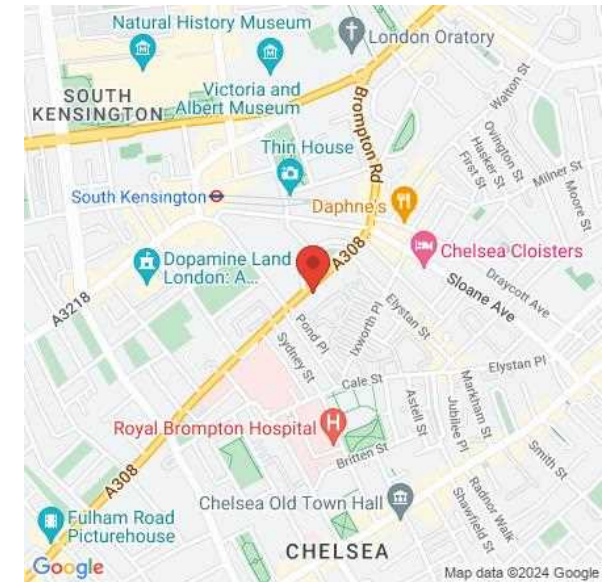 Natural History Museum
London Oratory
SOUTH
KENSINGTON
Victoria and
Albert Museum
Brompton Rd
Walton St
Ovington St
Hasker St
First St
Milner St
Moore St
Thin House
South Kensington
Daphne's
Chelsea Cloisters
Dopamine Land
London: A...
A308
A3218
Sloane Ave
Draycott Ave
Pond Pl
Ixworth Pl
Elystan St
Sydney St
Elystan Pl
Cale St
Astell St
Markham St
Jubilee Pl
Smith St
Royal Brompton Hospital
H
Britten St
A308
Radnor Walk
Shawfield St
Chelsea Old Town Hall
Fulham Road
Picturehouse
CHELSEA
Google
Map data ©2024 Google